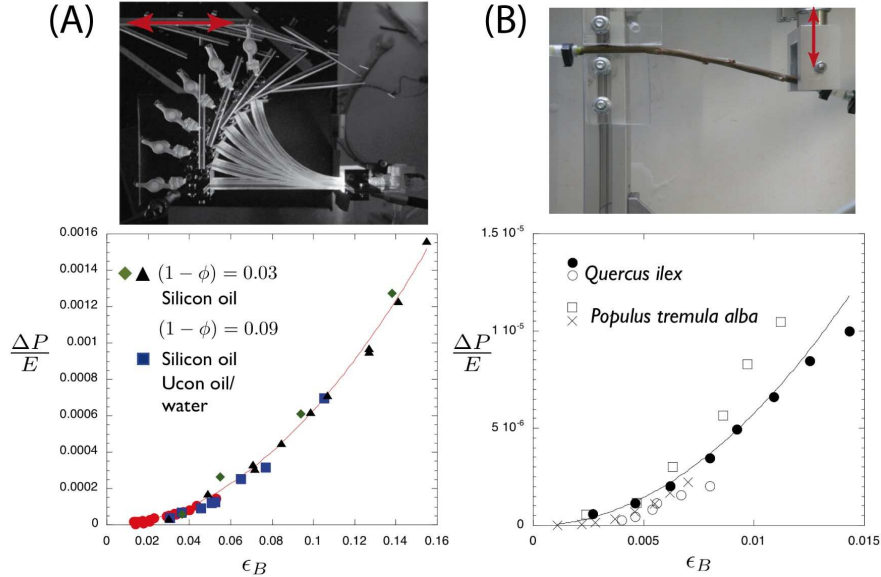 (A)
(B)
0.0016
0.0014
0.0012
0.001
0.0008
0.0006
0.0004
0.0002
0
ΔP
E
(1 − ϕ) = 0.03
Silicon oil
(1 − ϕ) = 0.09
Silicon oil
Ucon oil/
water
0 0.02 0.04 0.06 0.08 0.1 0.12 0.14 0.16
ϵB
1.5 10-5
1 10-5
5 10-6
0
ΔP
E
Quercus ilex
Populus tremula alba
0 0.005 0.01 0.015
ϵB